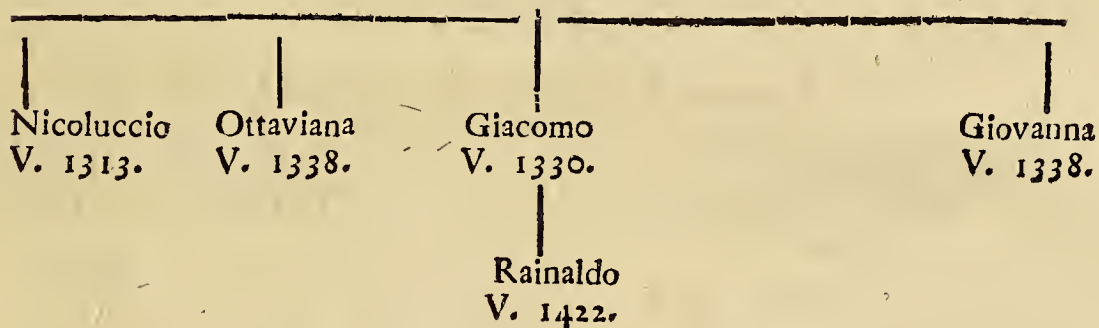 Nicoluccio Ottaviana Giacomo Giovanna
V. 1313. V. 1338. V. 1330. V. 1338.
Rainaldo
V. 1422.